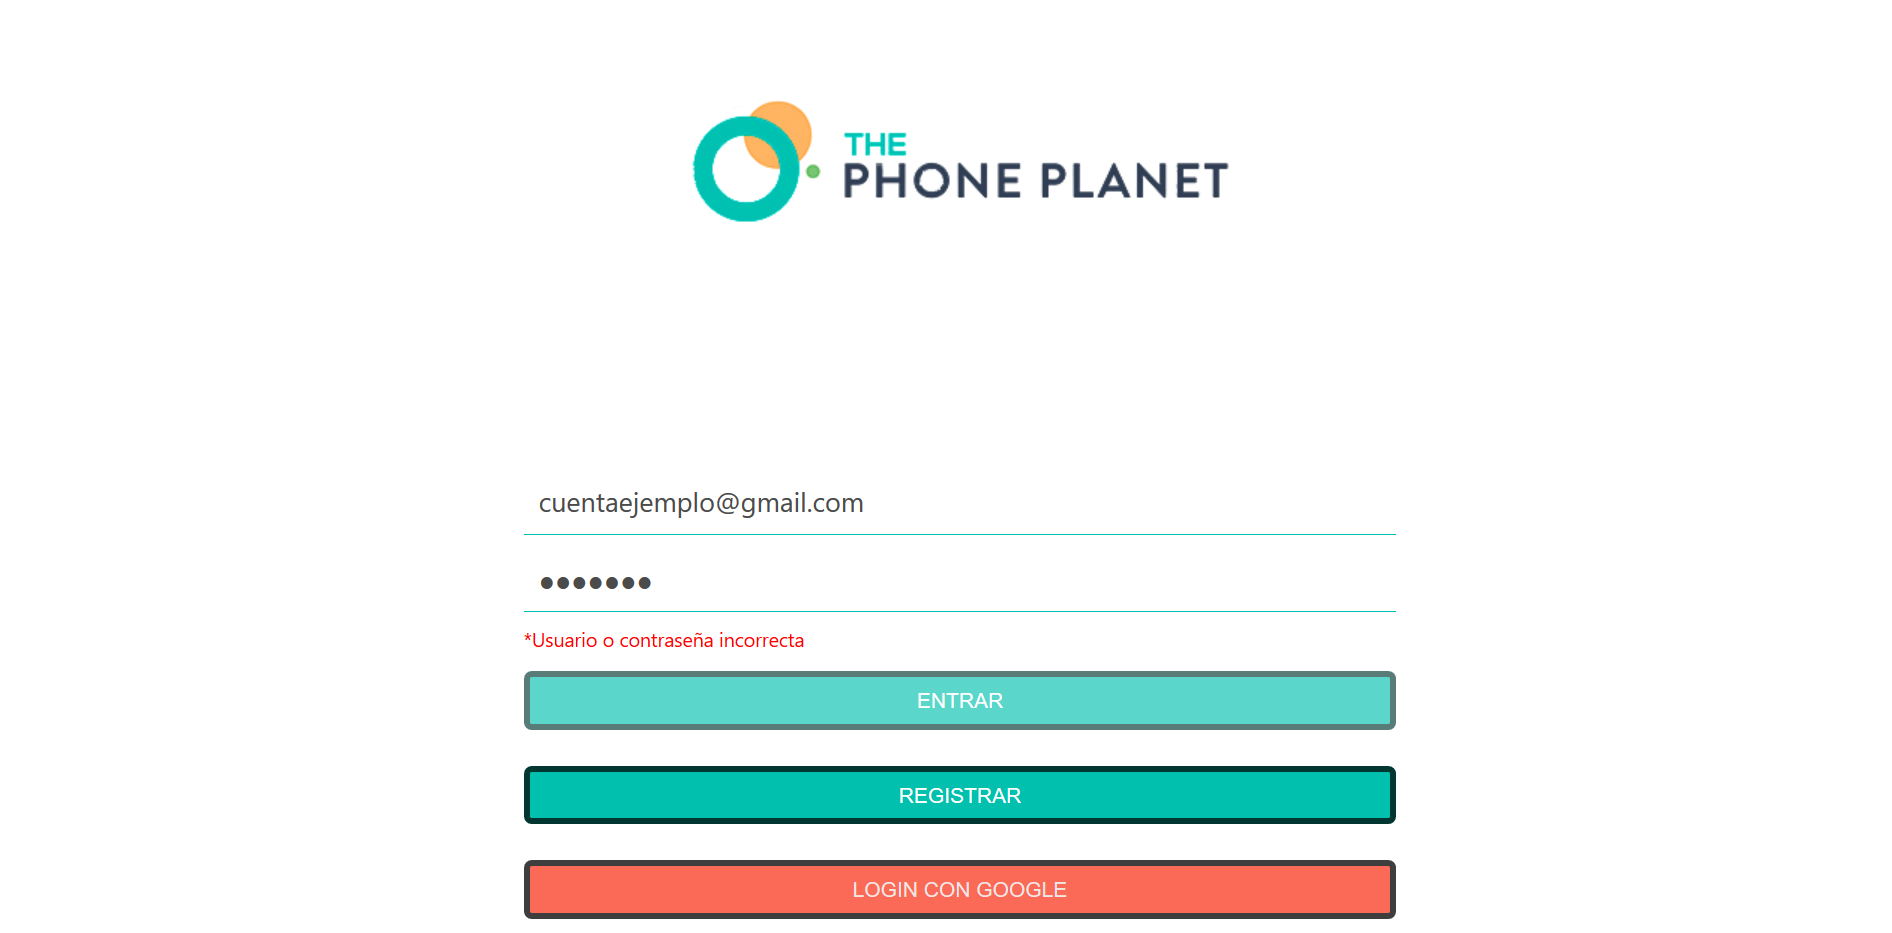 THE
PHONE PLANET
cuentaejemplo@gmail.com
•••••••
*Usuario o contraseña incorrecta
ENTRAR
REGISTRAR
LOGIN CON GOOGLE